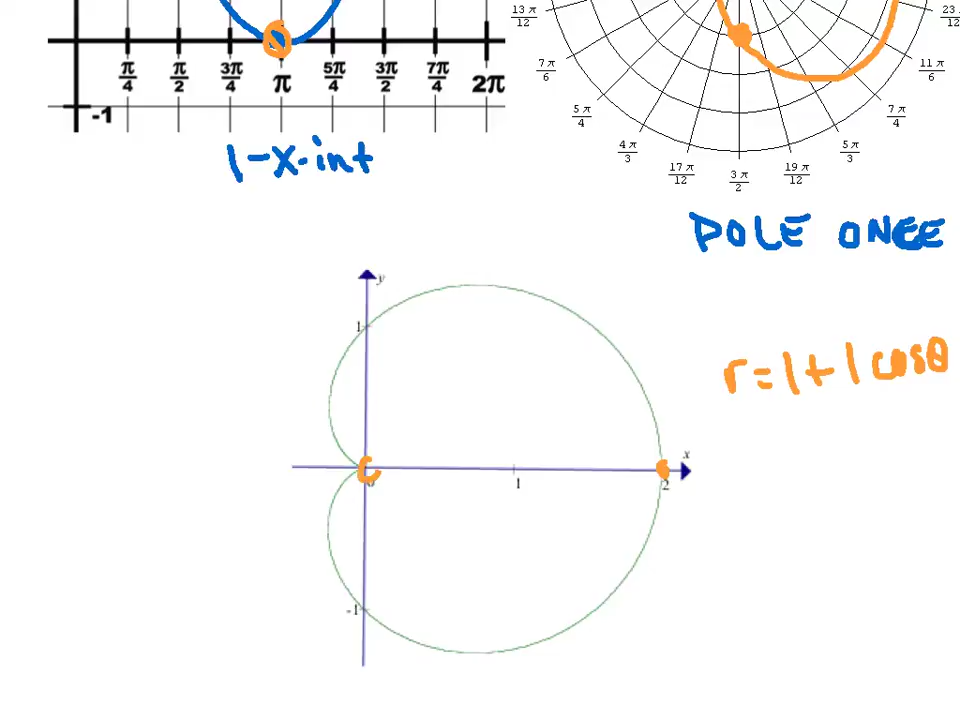 π/4 π/2 3π/4 π 5π/4 3π/2 7π/4 2π
-1
1-x-int
13π/12
7π/6
5π/4
4π/3
17π/12
3π/2
19π/12
5π/3
7π/4
11π/6
23π/12
POLE ONCE
y
1
r=1+1cosθ
x
0 1 2
-1